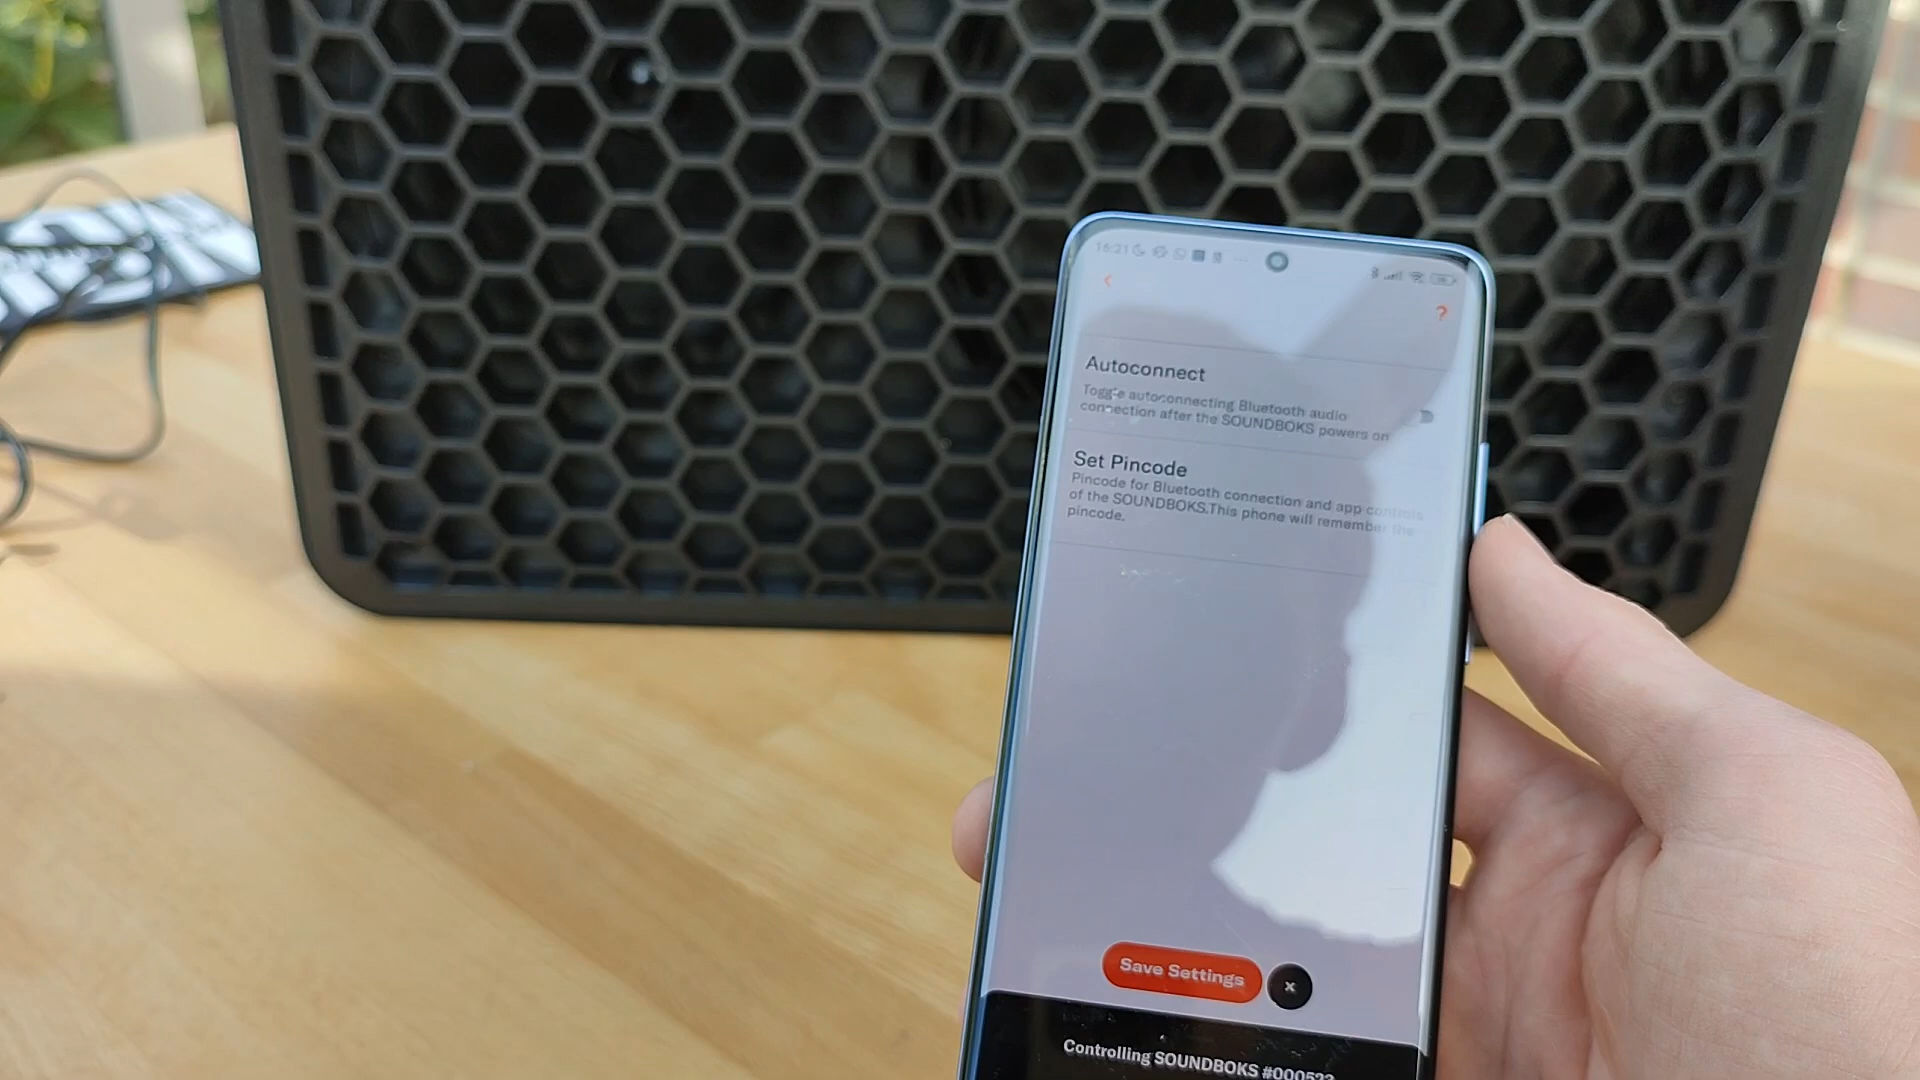 16:21
?
Autoconnect
Toggle autoconnecting Bluetooth audio
connection after the SOUNDBOKS powers on
Set Pincode
Pincode for Bluetooth connection and app controls
of the SOUNDBOKS.This phone will remember the
pincode.
Save Settings
x
Controlling SOUNDBOKS